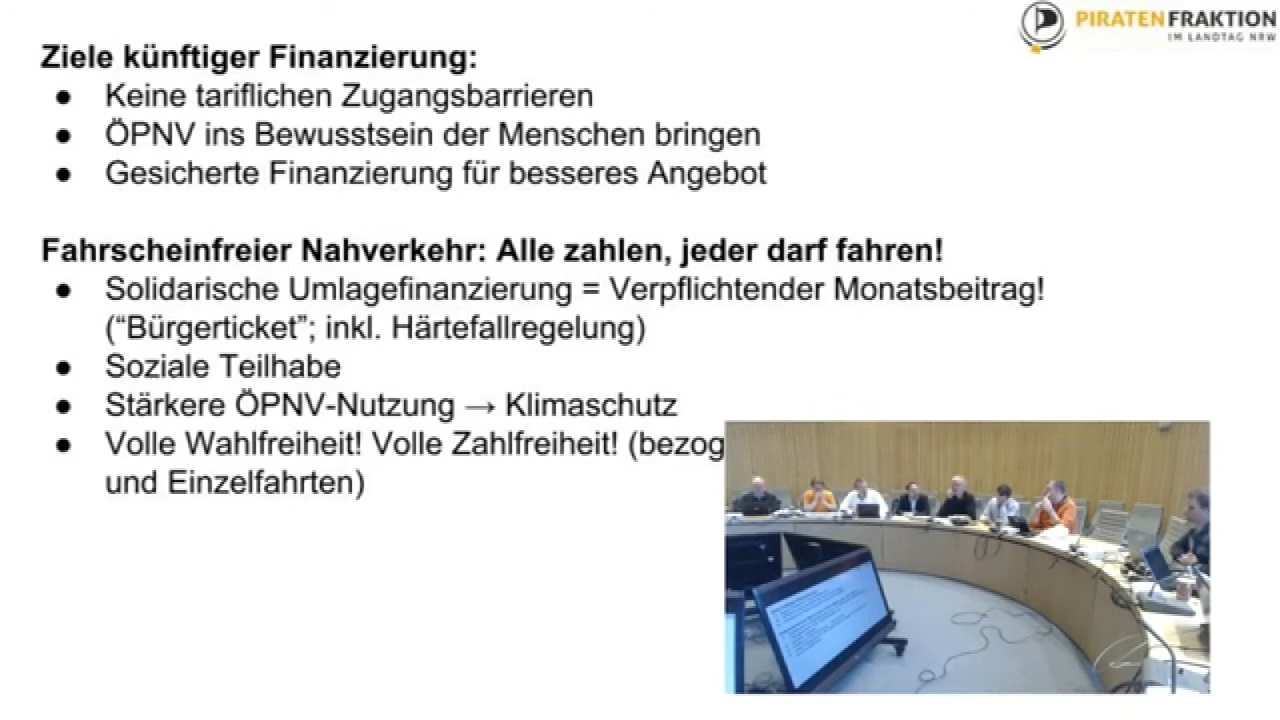 PIRATENFRAKTION
IM LANDTAG NRW
Ziele künftiger Finanzierung:
● Keine tariflichen Zugangsbarrieren
● ÖPNV ins Bewusstsein der Menschen bringen
● Gesicherte Finanzierung für besseres Angebot
Fahrscheinfreier Nahverkehr: Alle zahlen, jeder darf fahren!
● Solidarische Umlagefinanzierung = Verpflichtender Monatsbeitrag!
(“Bürgerticket”; inkl. Härtefallregelung)
● Soziale Teilhabe
● Stärkere ÖPNV-Nutzung → Klimaschutz
● Volle Wahlfreiheit! Volle Zahlfreiheit! (bezog
und Einzelfahrten)